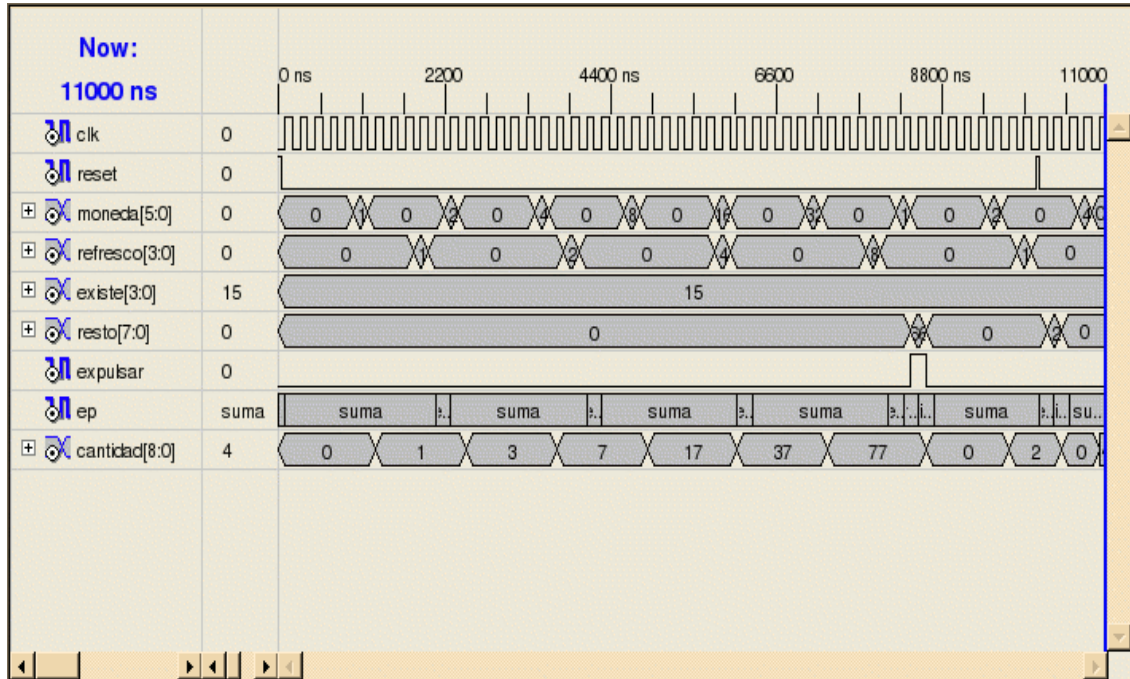 Now:
11000 ns
0 ns 2200 4400 ns 6600 8800 ns 11000
clk 0
reset 0
moneda[5:0] 0 0 1 0 2 0 4 0 8 0 16 0 32 0 1 0 2 0 4 0
refresco[3:0] 0 0 1 0 2 0 4 0 8 0 1 0
existe[3:0] 15 15
resto[7:0] 0 0 0 2 0
expulsar 0
ep suma suma e.. suma e.. suma e.. suma e.. i.. suma e.. i.. su...
cantidad[8:0] 4 0 1 3 7 17 37 77 0 2 0